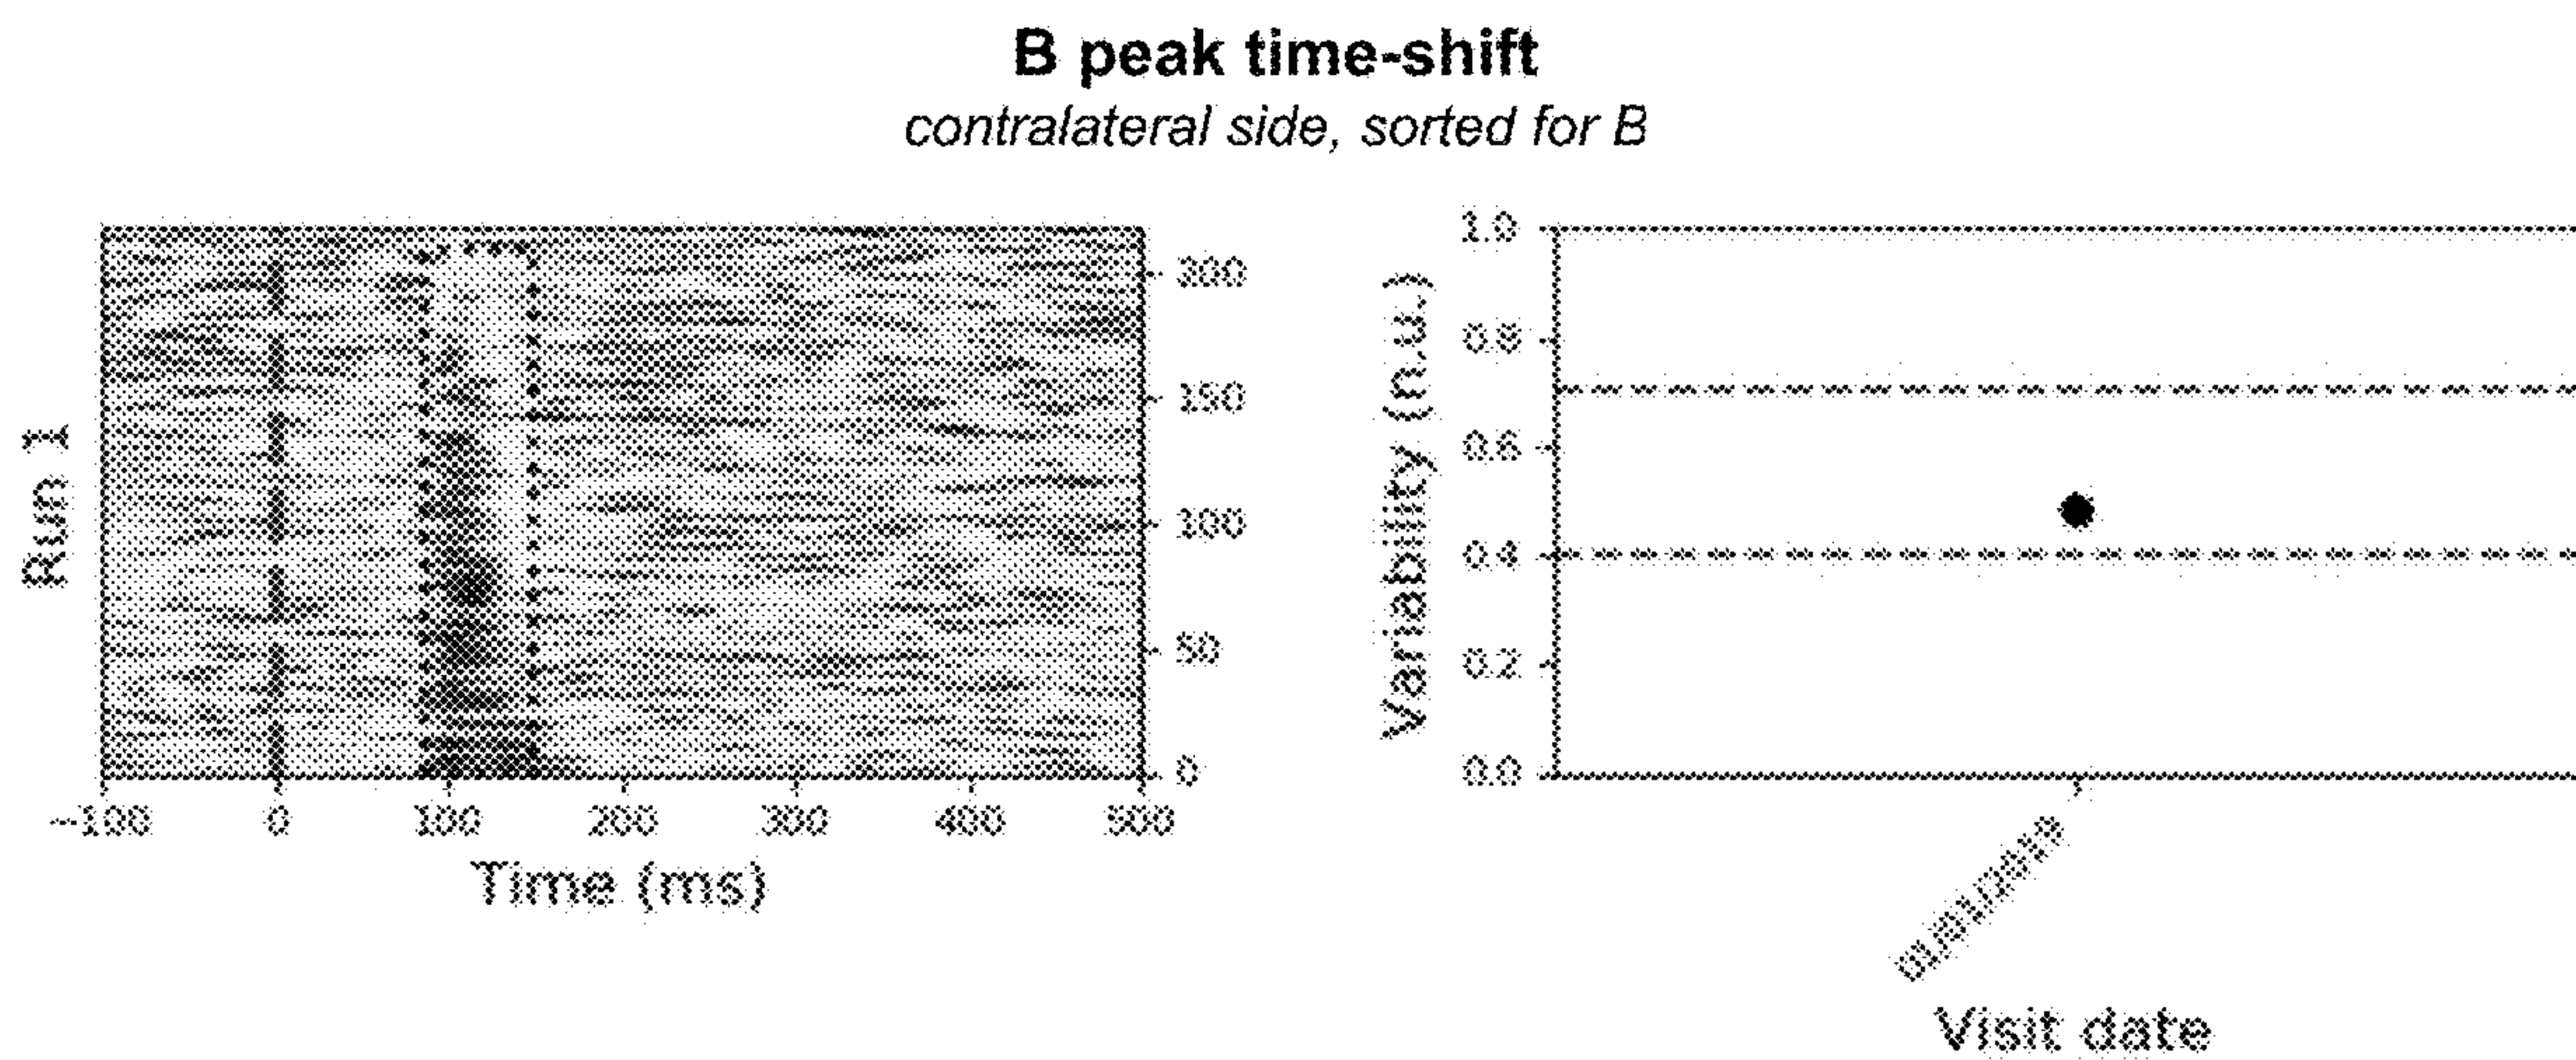 B peak time-shift
contralateral side, sorted for B
Run 1
200
150
100
50
0
-100 0 100 200 300 400 500
Time (ms)
Variability (n.u.)
1.0
0.8
0.6
0.4
0.2
0.0
Visit date